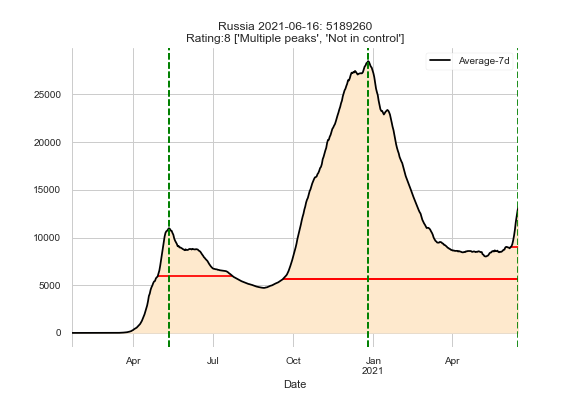 Russia 2021-06-16: 5189260
Rating:8 ['Multiple peaks', 'Not in control']
Average-7d
25000
20000
15000
10000
5000
0
Apr Jul Oct Jan Apr
2021
Date